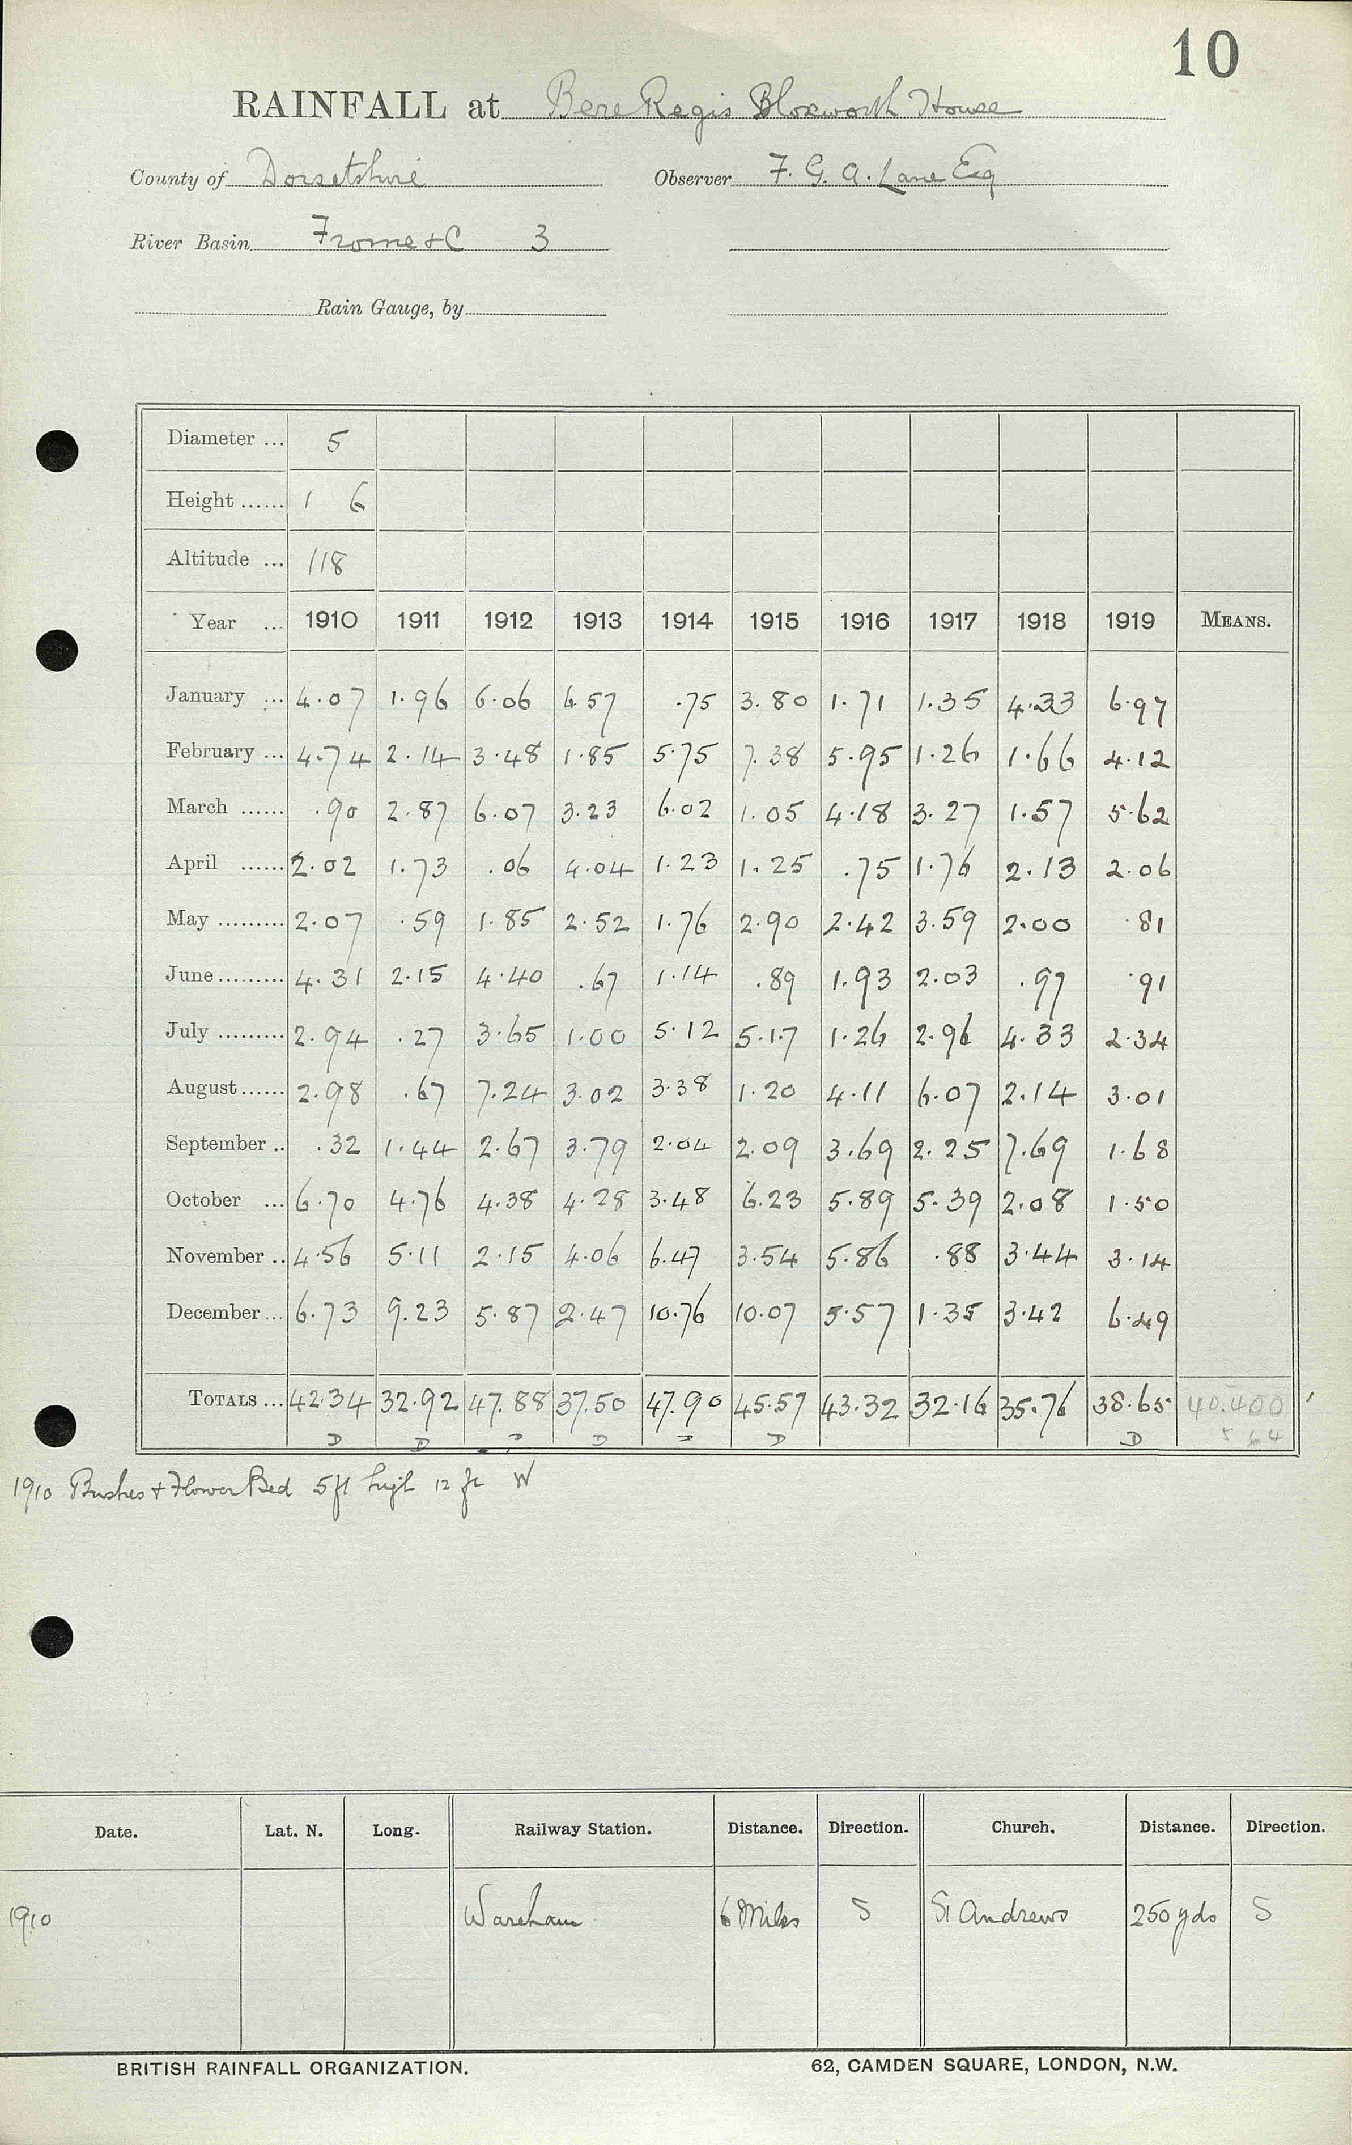 10
RAINFALL at Bere Regis Bloxworth House
County of Dorsetshire Observer F. G. A. Lane Esq
River Basin Frome & C 3
Rain Gauge, by
Diameter ... 5
Height ...... 1 6
Altitude ... 118
Year ... 1910 1911 1912 1913 1914 1915 1916 1917 1918 1919 MEANS.
January ... 4.07 1.96 6.06 6.57 .75 3.80 1.71 1.35 4.33 6.97
February ... 4.74 2.14 3.48 1.85 5.75 7.38 5.95 1.26 1.66 4.12
March ...... .90 2.87 6.07 3.23 6.02 1.05 4.18 3.27 1.57 5.62
April ...... 2.02 1.73 .06 4.04 1.23 1.25 .75 1.76 2.13 2.06
May ......... 2.07 .59 1.85 2.52 1.76 2.90 2.42 3.59 2.00 .81
June ......... 4.31 2.15 4.40 .67 1.14 .89 1.93 2.03 .97 .91
July ......... 2.94 .27 3.65 1.00 5.12 5.17 1.26 2.96 4.33 2.34
August ...... 2.98 .67 7.24 3.02 3.38 1.20 4.11 6.07 2.14 3.01
September .. .32 1.44 2.67 3.79 2.04 2.09 3.69 2.25 7.69 1.68
October ... 6.70 4.76 4.38 4.28 3.48 6.23 5.89 5.39 2.08 1.50
November .. 4.56 5.11 2.15 4.06 6.47 3.54 5.86 .88 3.44 3.14
December ... 6.73 9.23 5.87 2.47 10.76 10.07 5.57 1.35 3.42 6.49
TOTALS ... 42.34 32.92 47.88 37.50 47.90 45.57 43.32 32.16 35.76 38.65 40.400
D D D D D D
1910 Bushes & Flower Bed 5 ft high 12 ft W
Date. Lat. N. Long. Railway Station. Distance. Direction. Church. Distance. Direction.
1910 Wareham 6 Miles S St Andrews 250 yds S
BRITISH RAINFALL ORGANIZATION. 62, CAMDEN SQUARE, LONDON, N.W.